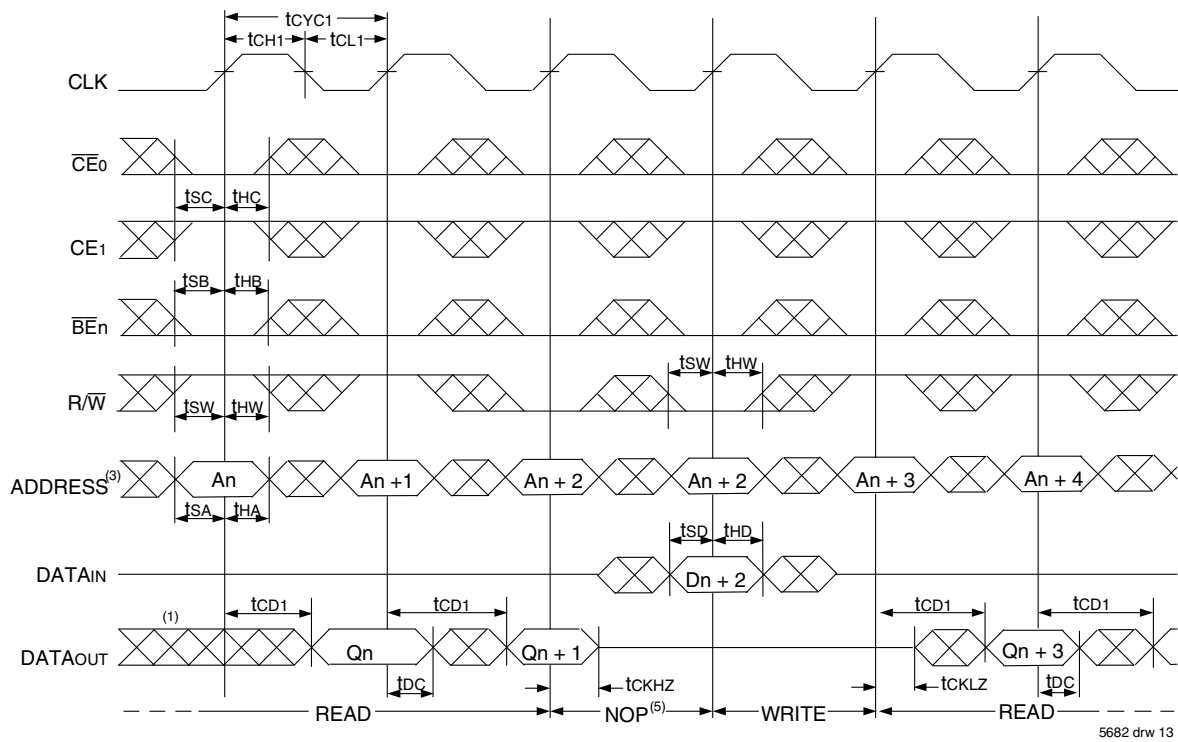 tCYC1
tCH1 tCL1
CLK
CE0
tSC tHC
CE1
tSB tHB
BEn
tSW tHW
R/W
tSW tHW
ADDRESS(3) An An +1 An + 2 An + 2 An + 3 An + 4
tSA tHA
tSD tHD
DATAIN Dn + 2
(1) tCD1 tCD1 tCD1 tCD1
DATAOUT Qn Qn + 1 Qn + 3
tDC tCKHZ tCKLZ tDC
READ NOP(5) WRITE READ
5682 drw 13